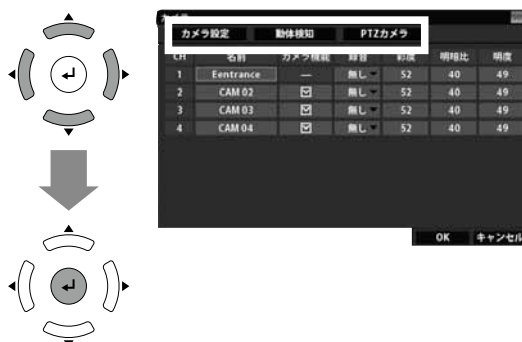 カメラ設定 動体検知 PTZカメラ
CH 名前 カメラ機能 録音 彩度 明暗比 明度
1 Eentrance — 無し 52 40 49
2 CAM 02 無し 52 40 49
3 CAM 03 無し 52 40 49
4 CAM 04 無し 52 40 49
OK キャンセル